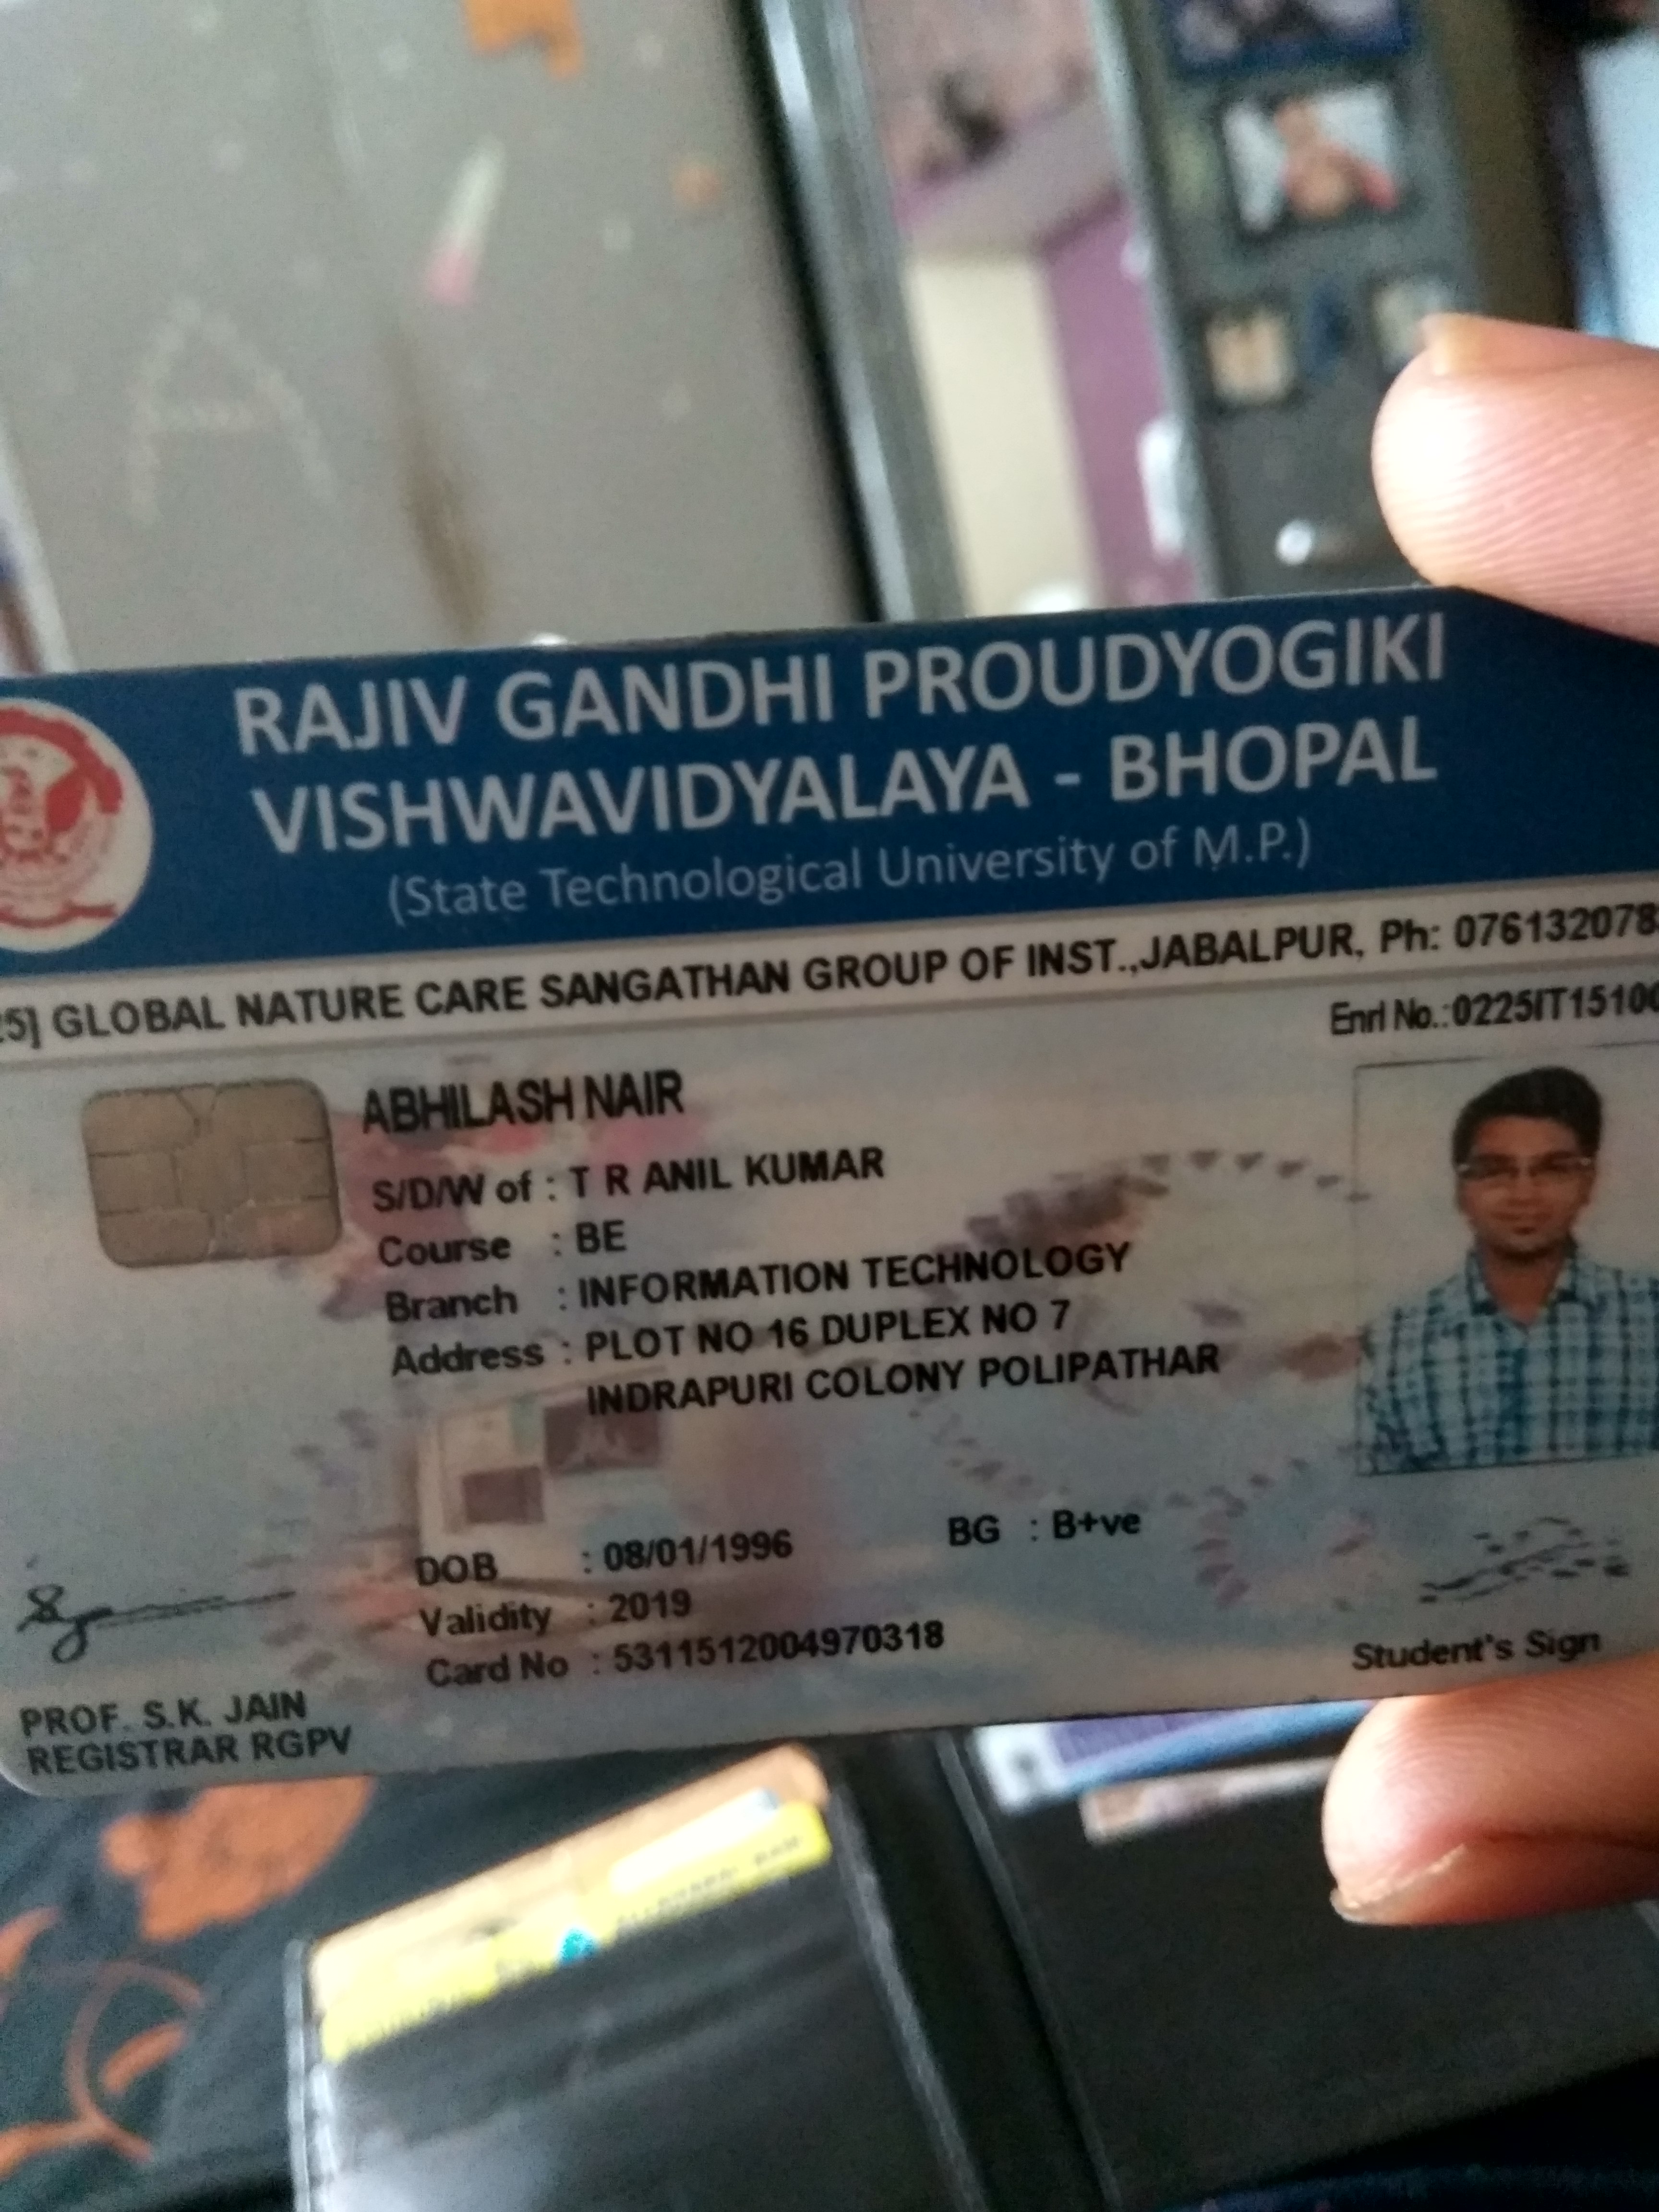 RAJIV GANDHI PROUDYOGIKI
VISHWAVIDYALAYA - BHOPAL
(State Technological University of M.P.)
25] GLOBAL NATURE CARE SANGATHAN GROUP OF INST.,JABALPUR, Ph: 076132078
Enrl No.:0225IT15100
ABHILASH NAIR
S/D/W of : T R ANIL KUMAR
Course : BE
Branch : INFORMATION TECHNOLOGY
Address : PLOT NO 16 DUPLEX NO 7
INDRAPURI COLONY POLIPATHAR
DOB : 08/01/1996 BG : B+ve
Validity : 2019
Card No : 5311512004970318
Student's Sign
PROF. S.K. JAIN
REGISTRAR RGPV